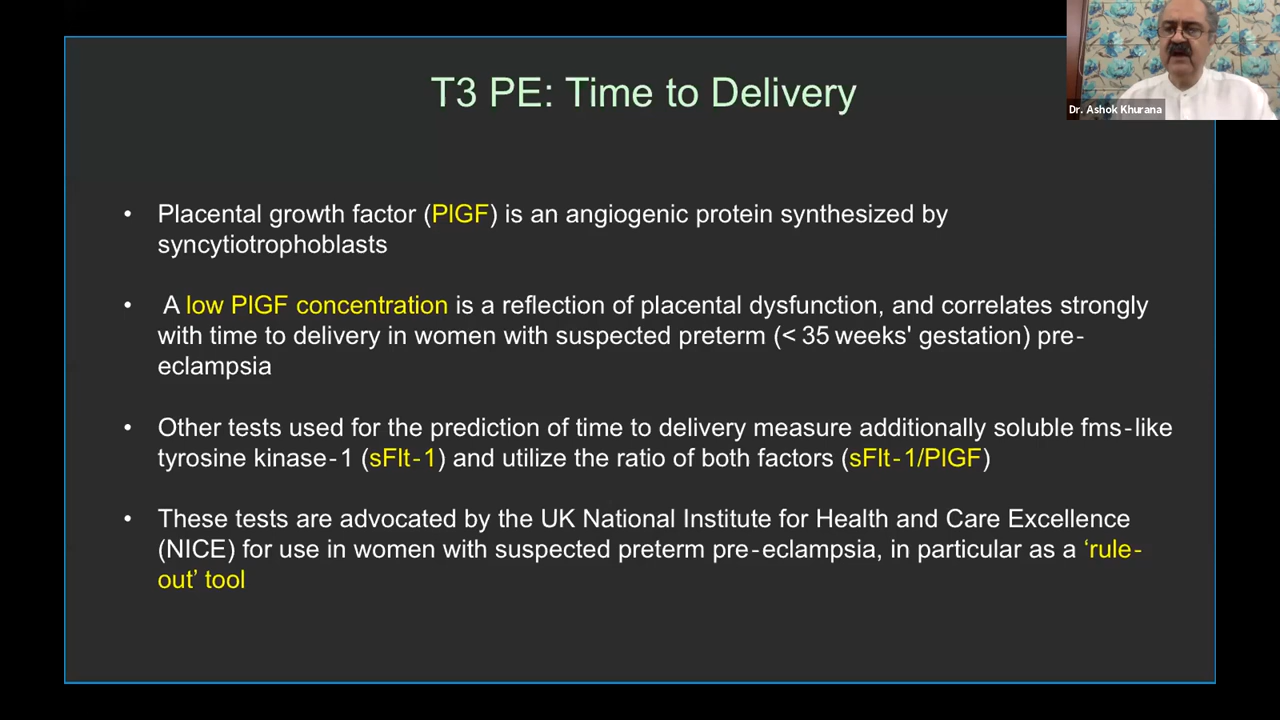 T3 PE: Time to Delivery
Dr. Ashok Khurana
• Placental growth factor (PlGF) is an angiogenic protein synthesized by
syncytiotrophoblasts
• A low PlGF concentration is a reflection of placental dysfunction, and correlates strongly
with time to delivery in women with suspected preterm (< 35 weeks' gestation) pre-
eclampsia
• Other tests used for the prediction of time to delivery measure additionally soluble fms-like
tyrosine kinase-1 (sFlt-1) and utilize the ratio of both factors (sFlt-1/PlGF)
• These tests are advocated by the UK National Institute for Health and Care Excellence
(NICE) for use in women with suspected preterm pre-eclampsia, in particular as a ‘rule-
out’ tool